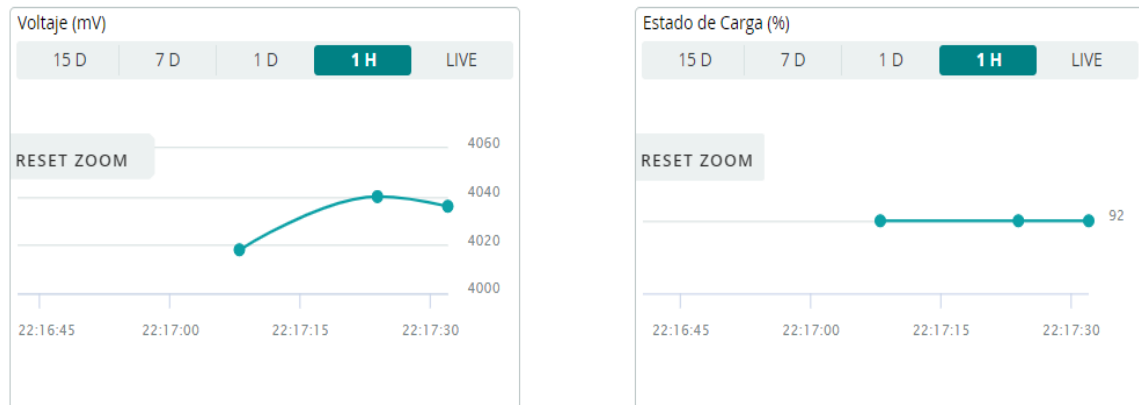 Voltaje (mV)
15 D 7 D 1 D 1 H LIVE
RESET ZOOM
4060
4040
4020
4000
22:16:45 22:17:00 22:17:15 22:17:30
Estado de Carga (%)
15 D 7 D 1 D 1 H LIVE
RESET ZOOM
92
22:16:45 22:17:00 22:17:15 22:17:30